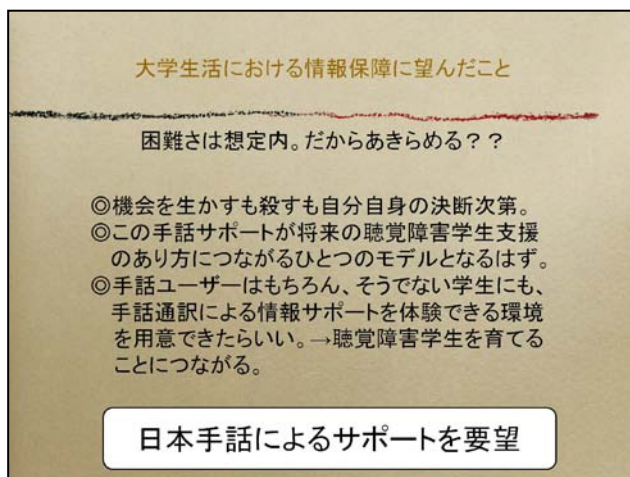 大学生活における情報保障に望んだこと
困難さは想定内。だからあきらめる？？
◎機会を生かすも殺すも自分自身の決断次第。
◎この手話サポートが将来の聴覚障害学生支援
のあり方につながるひとつのモデルとなるはず。
◎手話ユーザーはもちろん、そうでない学生にも、
手話通訳による情報サポートを体験できる環境
を用意できたらいい。→聴覚障害学生を育てる
ことにつながる。
日本手話によるサポートを要望